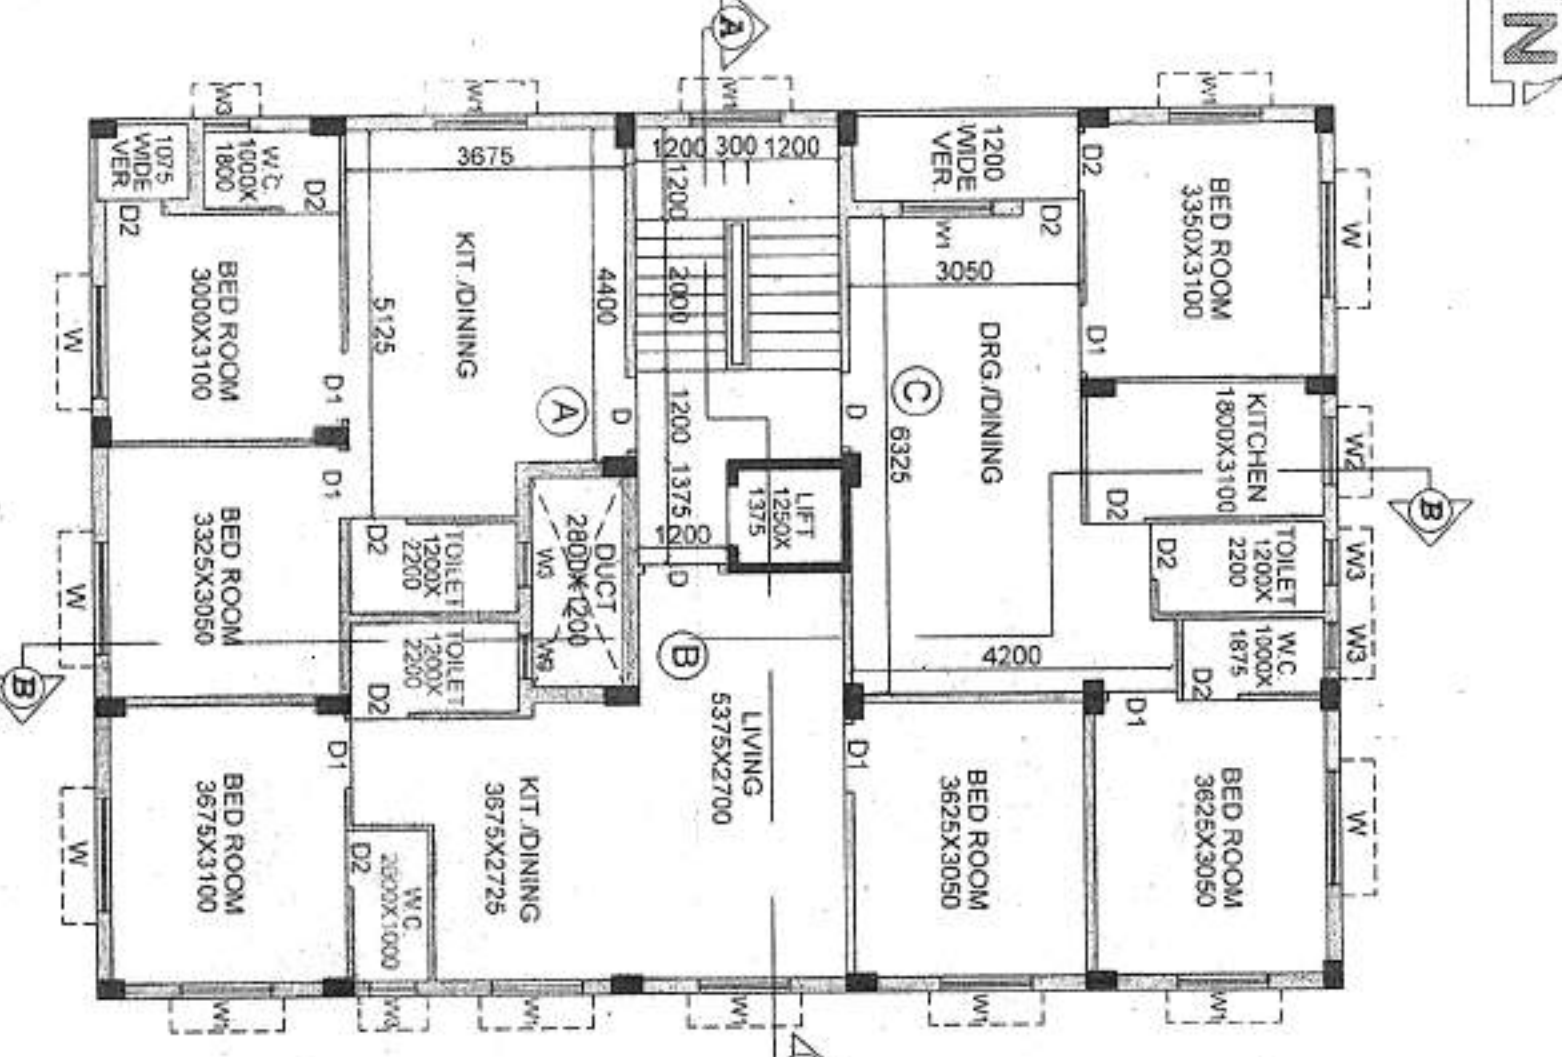 N
A
W3
W1
W1
W1
1075
WIDE
VER.
W.C.
1000X
1800
D2
D2
3675
1200 300 1200
1200
WIDE
VER.
D2
D2
W1
BED ROOM
3350X3100
W
BED ROOM
3000X3100
W
D1
KIT./DINING
5125
4400
A
D
1200
2000
1200
1375
1200
3050
DRG./DINING
C
D
6325
D1
KITCHEN
1800X3100
D2
W2
B
LIFT
1250X
1375
D
BED ROOM
3325X3050
W
D1
D2
TOILET
1200X
2200
W3
DUCT
2800X1200
TOILET
1200X
2200
D2
B
B
4200
TOILET
1200X
2200
D2
W3
W.C.
1000X
1875
D2
W3
D1
BED ROOM
3675X3100
W
D1
W.C.
D2
KIT./DINING
3675X2725
LIVING
5375X2700
D1
BED ROOM
3625X3050
BED ROOM
3625X3050
W
W1
W1
W1
W1